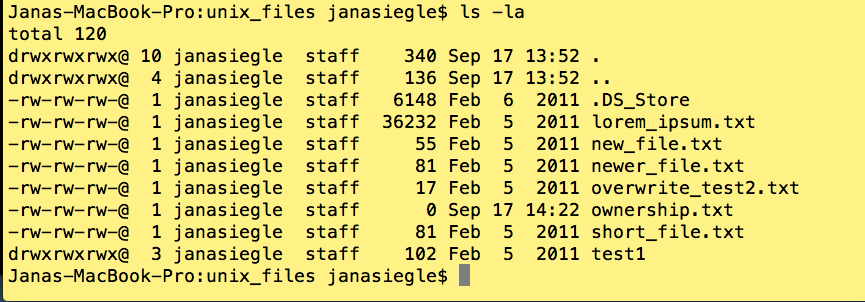 Janas-MacBook-Pro:unix_files janasiegle$ ls -la
total 120
drwxrwxrwx@ 10 janasiegle  staff    340 Sep 17 13:52 .
drwxrwxrwx@  4 janasiegle  staff    136 Sep 17 13:52 ..
-rw-rw-rw-@  1 janasiegle  staff   6148 Feb  6  2011 .DS_Store
-rw-rw-rw-@  1 janasiegle  staff  36232 Feb  5  2011 lorem_ipsum.txt
-rw-rw-rw-@  1 janasiegle  staff     55 Feb  5  2011 new_file.txt
-rw-rw-rw-@  1 janasiegle  staff     81 Feb  5  2011 newer_file.txt
-rw-rw-rw-@  1 janasiegle  staff     17 Feb  5  2011 overwrite_test2.txt
-rw-rw-rw-@  1 janasiegle  staff      0 Sep 17 14:22 ownership.txt
-rw-rw-rw-@  1 janasiegle  staff     81 Feb  5  2011 short_file.txt
drwxrwxrwx@  3 janasiegle  staff    102 Feb  5  2011 test1
Janas-MacBook-Pro:unix_files janasiegle$